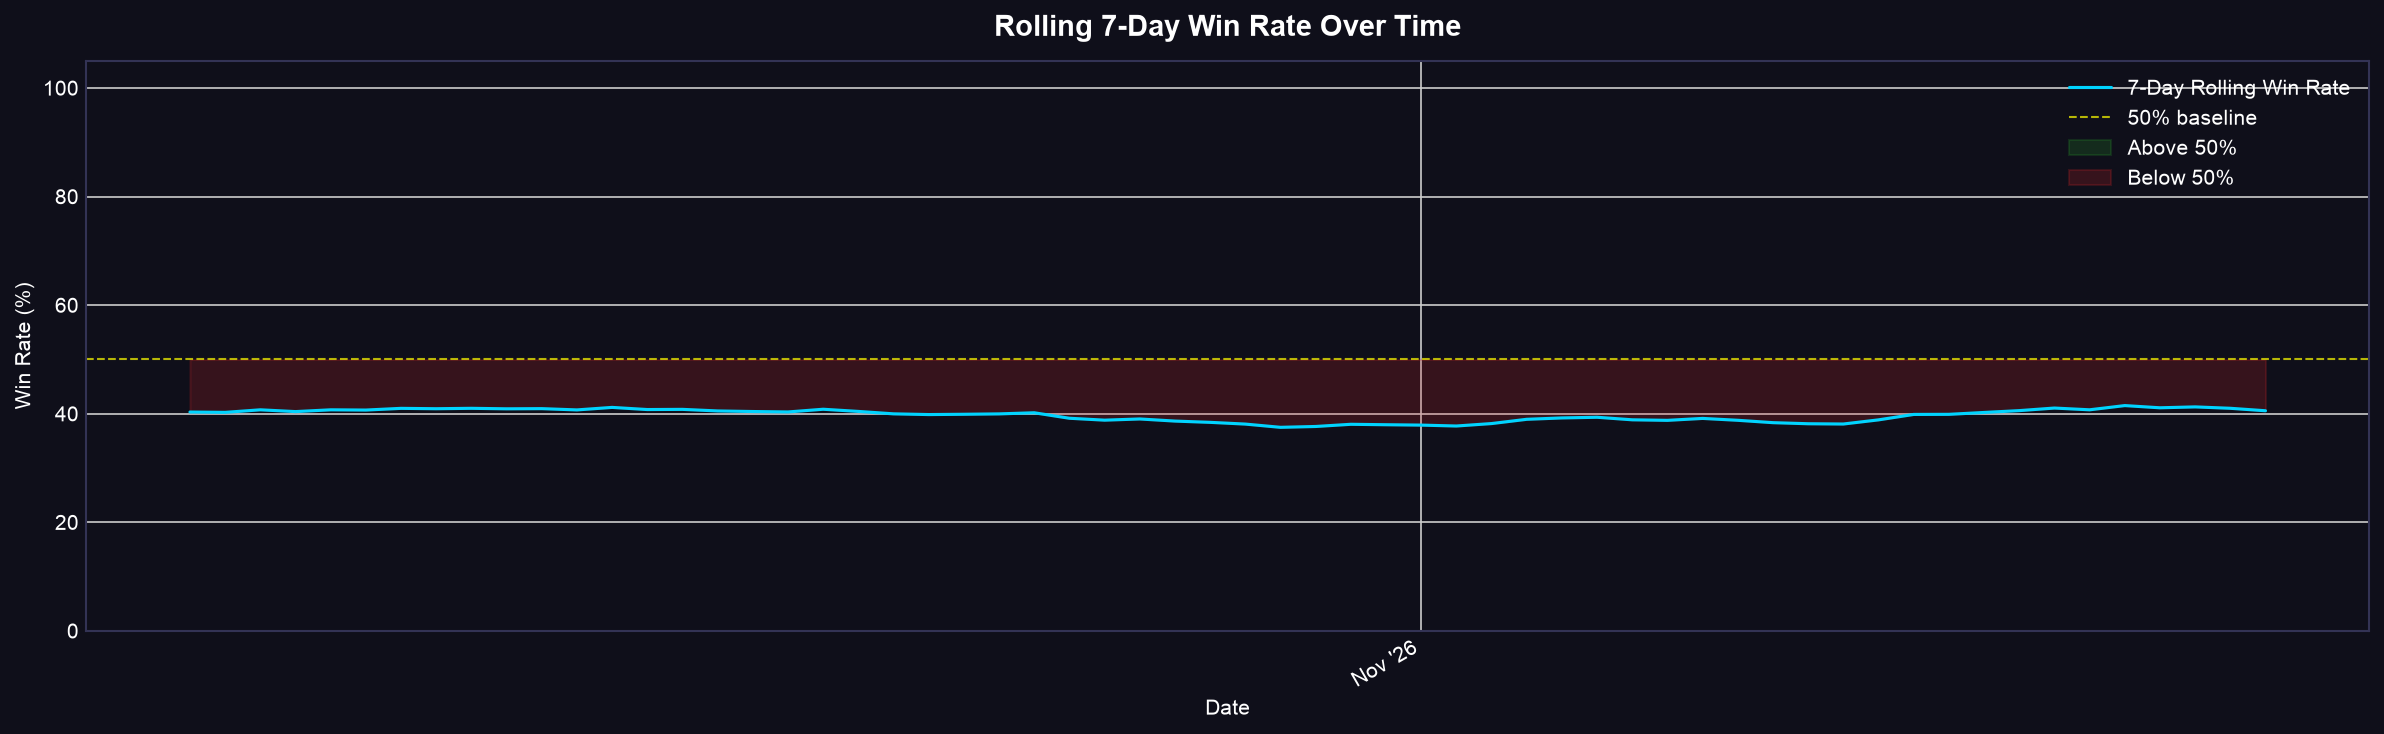 Rolling 7-Day Win Rate Over Time
100
80
60
40
20
0
Win Rate (%)
7-Day Rolling Win Rate
50% baseline
Above 50%
Below 50%
Nov '26
Date